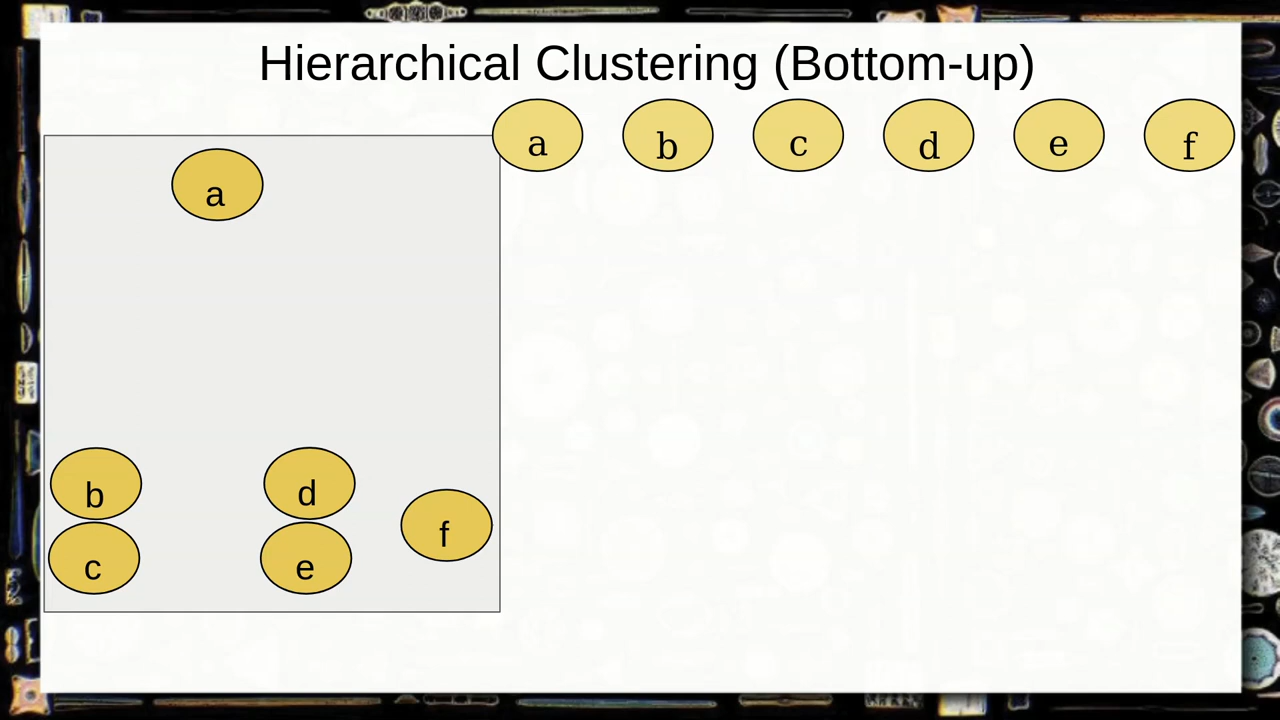 Hierarchical Clustering (Bottom-up)
a b c d e f
a
b d
f
c e